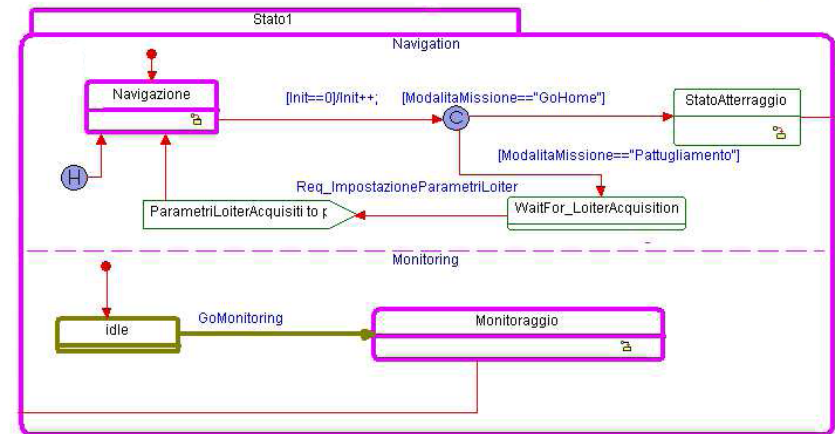 Stato1
Navigation
Navigazione
[Init==0]/Init++;
[ModalitaMissione=="GoHome"]
StatoAtterraggio
C
[ModalitaMissione=="Pattugliamento"]
H
Req_ImpostazioneParametriLoiter
ParametriLoiterAcquisiti to p
WaitFor_LoiterAcquisition
Monitoring
idle
GoMonitoring
Monitoraggio